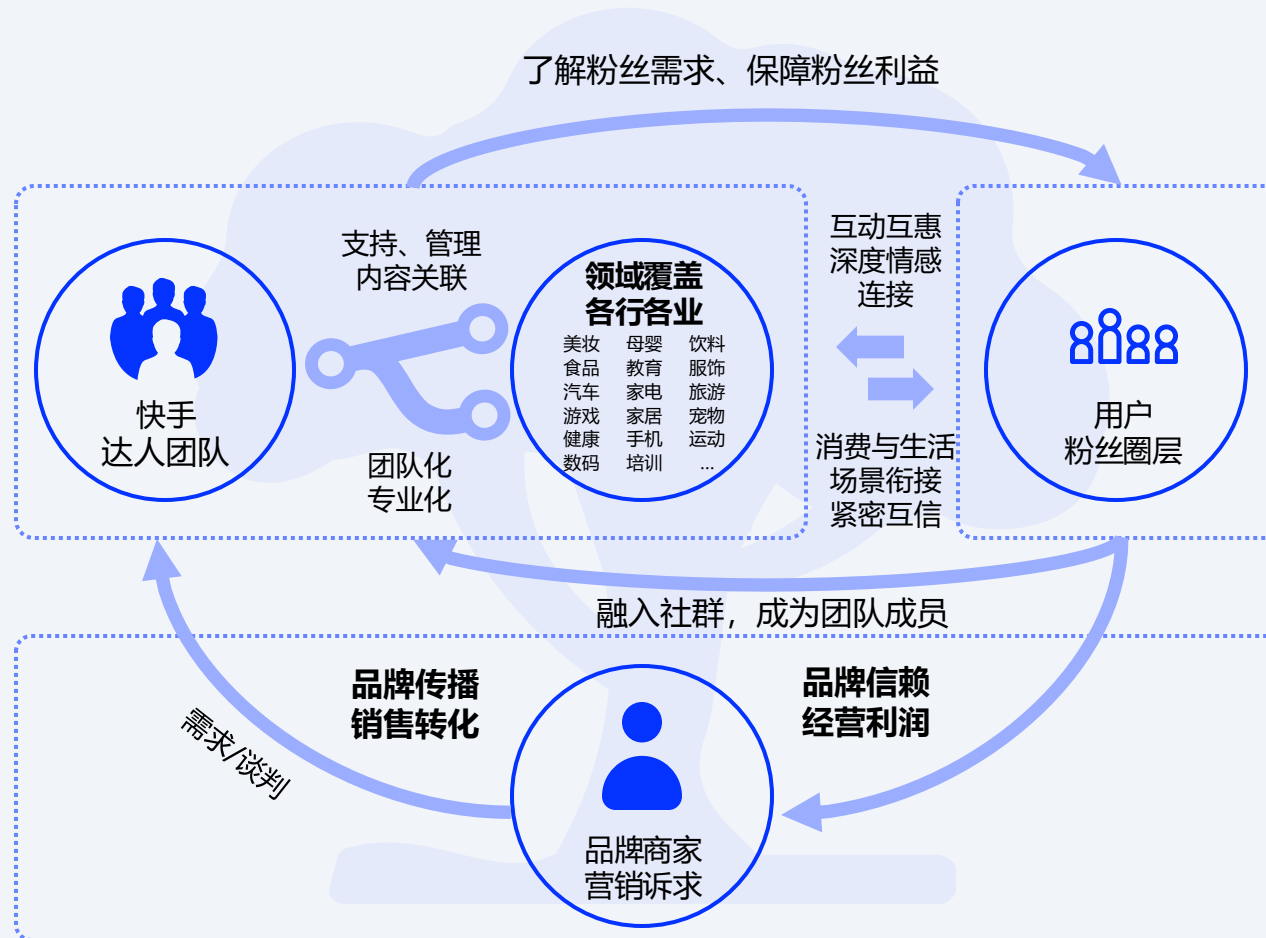 了解粉丝需求、保障粉丝利益
支持、管理
内容关联
快手
达人团队
团队化
专业化
领域覆盖
各行各业
美妆 母婴 饮料
食品 教育 服饰
汽车 家电 旅游
游戏 家居 宠物
健康 手机 运动
数码 培训 ...
互动互惠
深度情感
连接
消费与生活
场景衔接
紧密互信
用户
粉丝圈层
融入社群，成为团队成员
需求/谈判
品牌传播
销售转化
品牌信赖
经营利润
品牌商家
营销诉求